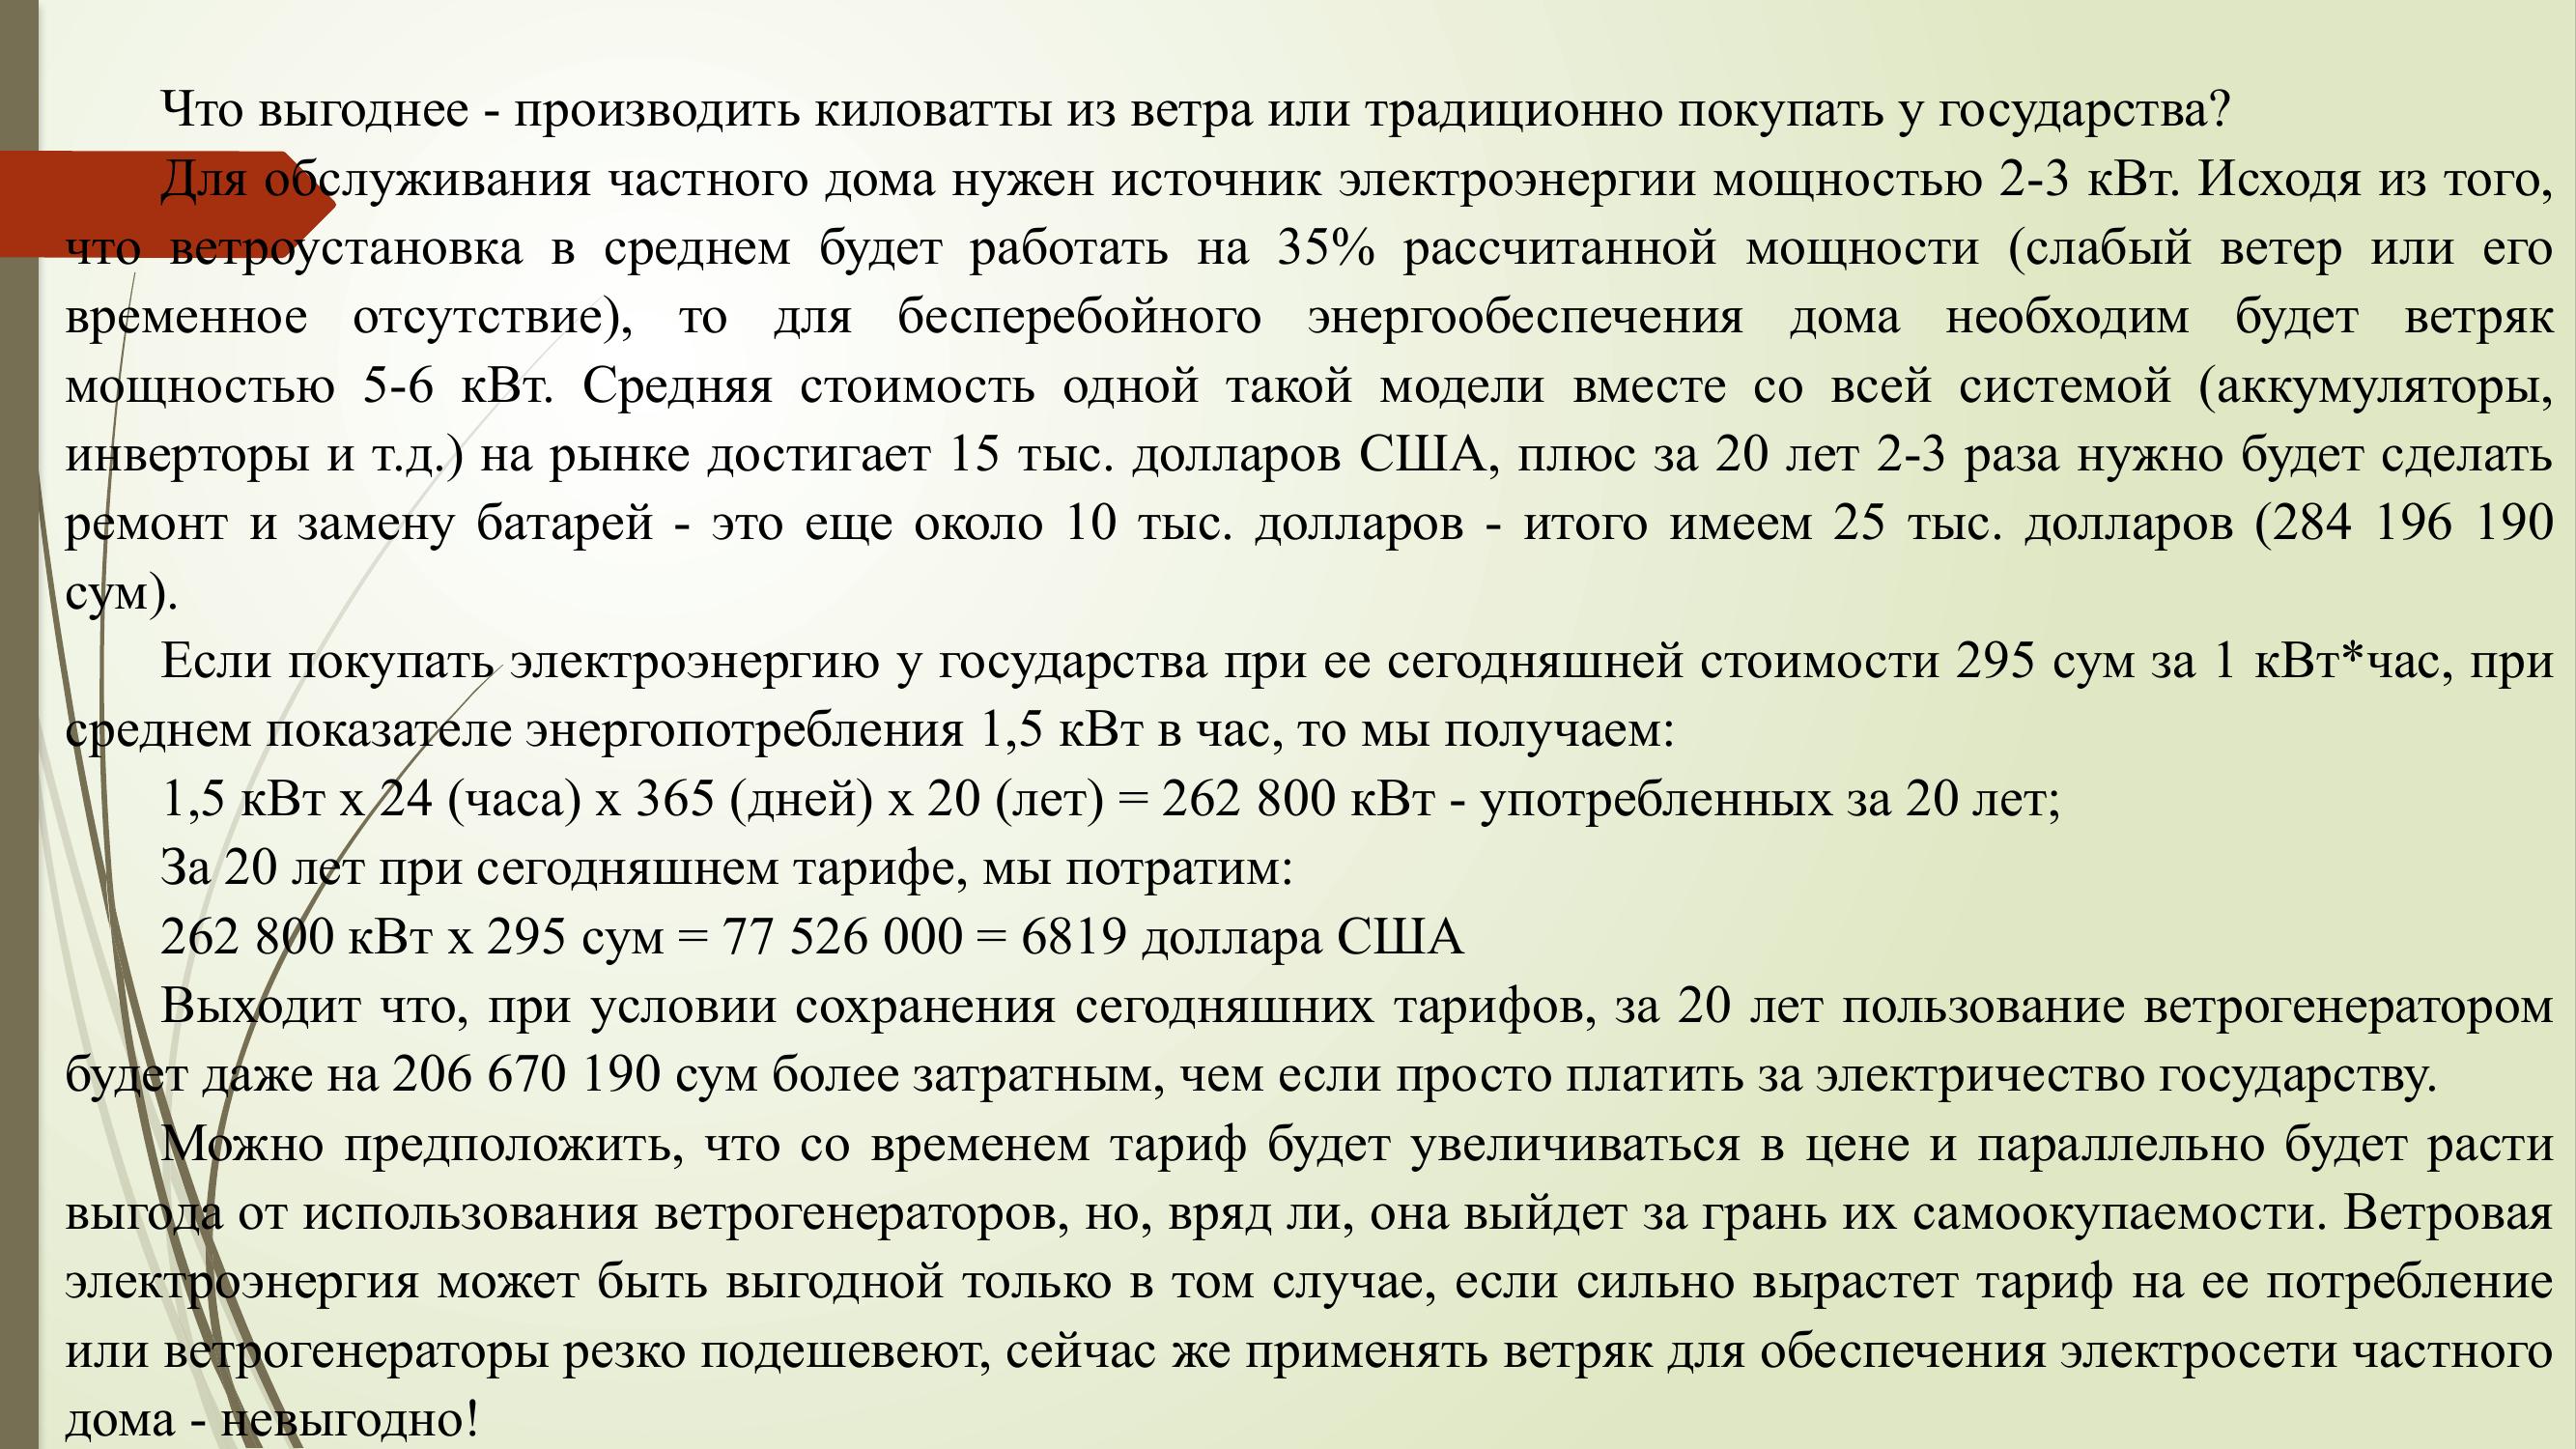 Что выгоднее - производить киловатты из ветра или традиционно покупать у государства?
Для обслуживания частного дома нужен источник электроэнергии мощностью 2-3 кВт. Исходя из того,
что ветроустановка в среднем будет работать на 35% рассчитанной мощности (слабый ветер или его
временное отсутствие), то для бесперебойного энергообеспечения дома необходим будет ветряк
мощностью 5-6 кВт. Средняя стоимость одной такой модели вместе со всей системой (аккумуляторы,
инверторы и т.д.) на рынке достигает 15 тыс. долларов США, плюс за 20 лет 2-3 раза нужно будет сделать
ремонт и замену батарей - это еще около 10 тыс. долларов - итого имеем 25 тыс. долларов (284 196 190
сум).
Если покупать электроэнергию у государства при ее сегодняшней стоимости 295 сум за 1 кВт*час, при
среднем показателе энергопотребления 1,5 кВт в час, то мы получаем:
1,5 кВт х 24 (часа) х 365 (дней) х 20 (лет) = 262 800 кВт - употребленных за 20 лет;
За 20 лет при сегодняшнем тарифе, мы потратим:
262 800 кВт х 295 сум = 77 526 000 = 6819 доллара США
Выходит что, при условии сохранения сегодняшних тарифов, за 20 лет пользование ветрогенератором
будет даже на 206 670 190 сум более затратным, чем если просто платить за электричество государству.
Можно предположить, что со временем тариф будет увеличиваться в цене и параллельно будет расти
выгода от использования ветрогенераторов, но, вряд ли, она выйдет за грань их самоокупаемости. Ветровая
электроэнергия может быть выгодной только в том случае, если сильно вырастет тариф на ее потребление
или ветрогенераторы резко подешевеют, сейчас же применять ветряк для обеспечения электросети частного
дома - невыгодно!